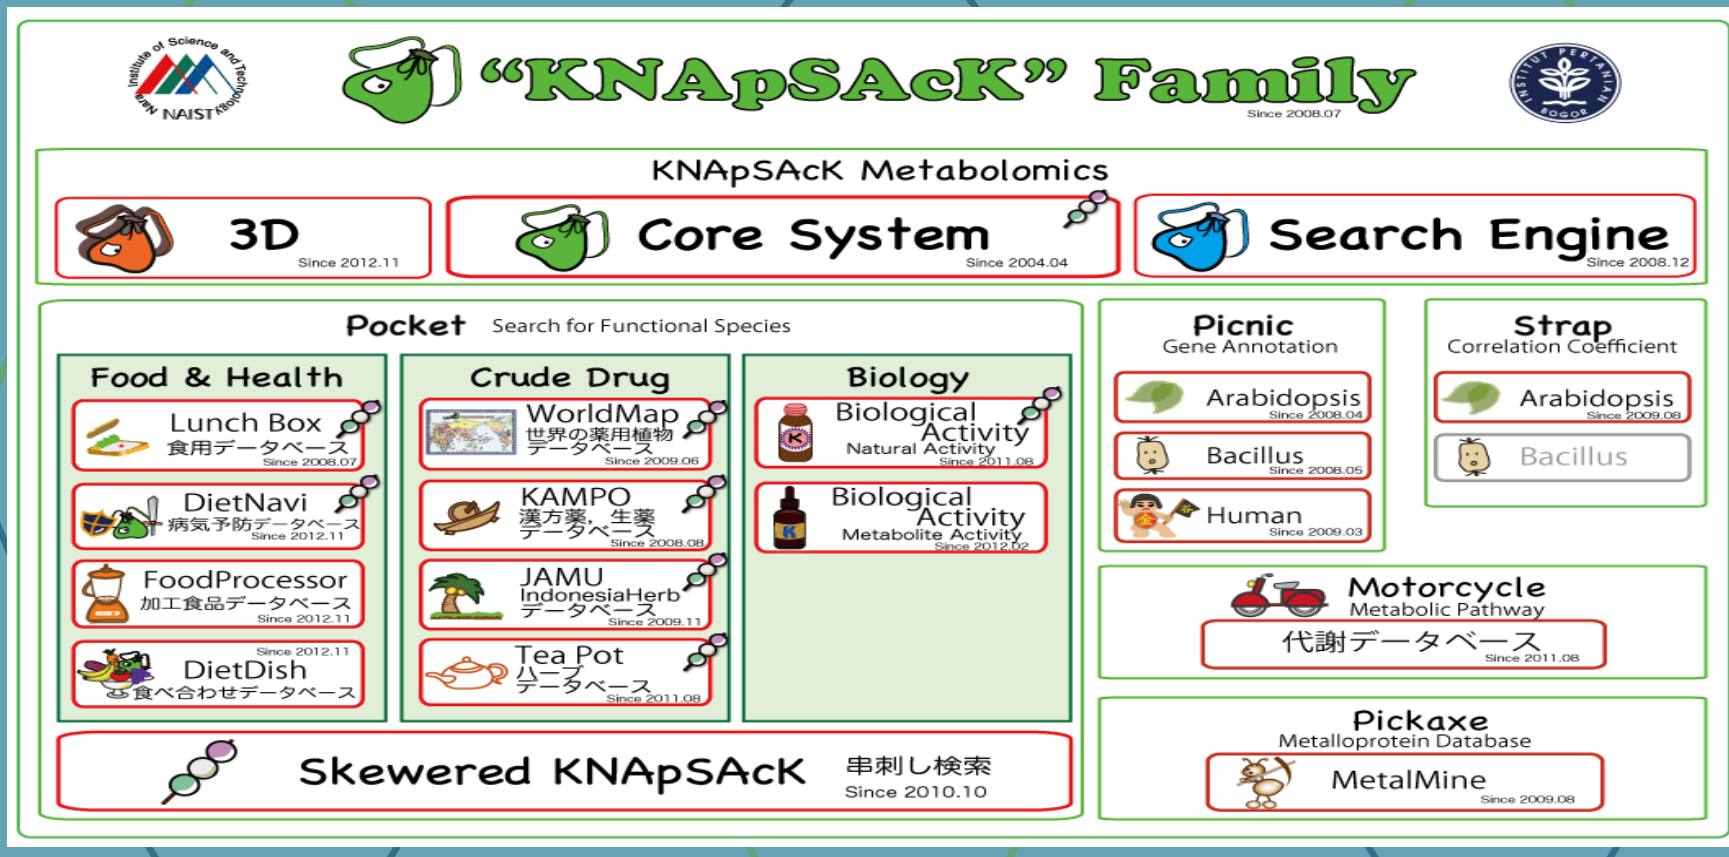 Nara Institute of Science and Technology
NAIST
"KNApSAcK" Family
Since 2008.07
INSTITUT PERTANIAN
BOGOR
KNApSAcK Metabolomics
3D
Since 2012.11
Core System
Since 2004.04
Search Engine
Since 2008.12
Pocket Search for Functional Species
Food & Health
Lunch Box
食用データベース
Since 2008.07
DietNavi
病気予防データベース
Since 2012.11
FoodProcessor
加工食品データベース
Since 2012.11
Since 2012.11
DietDish
食べ合わせデータベース
Crude Drug
WorldMap
世界の薬用植物
データベース
Since 2009.06
KAMPO
漢方薬，生薬
データベース
Since 2008.08
JAMU
IndonesiaHerb
データベース
Since 2009.11
Tea Pot
ハーブ
データベース
Since 2011.08
Biology
K
Biological
Activity
Natural Activity
Since 2011.08
K
Biological
Activity
Metabolite Activity
Since 2012.02
Skewered KNApSAcK
串刺し検索
Since 2010.10
Picnic
Gene Annotation
Arabidopsis
Since 2008.04
Bacillus
Since 2008.05
金
Human
Since 2009.03
Strap
Correlation Coefficient
Arabidopsis
Since 2009.08
Bacillus
Motorcycle
Metabolic Pathway
代謝データベース
Since 2011.08
Pickaxe
Metalloprotein Database
MetalMine
Since 2009.08